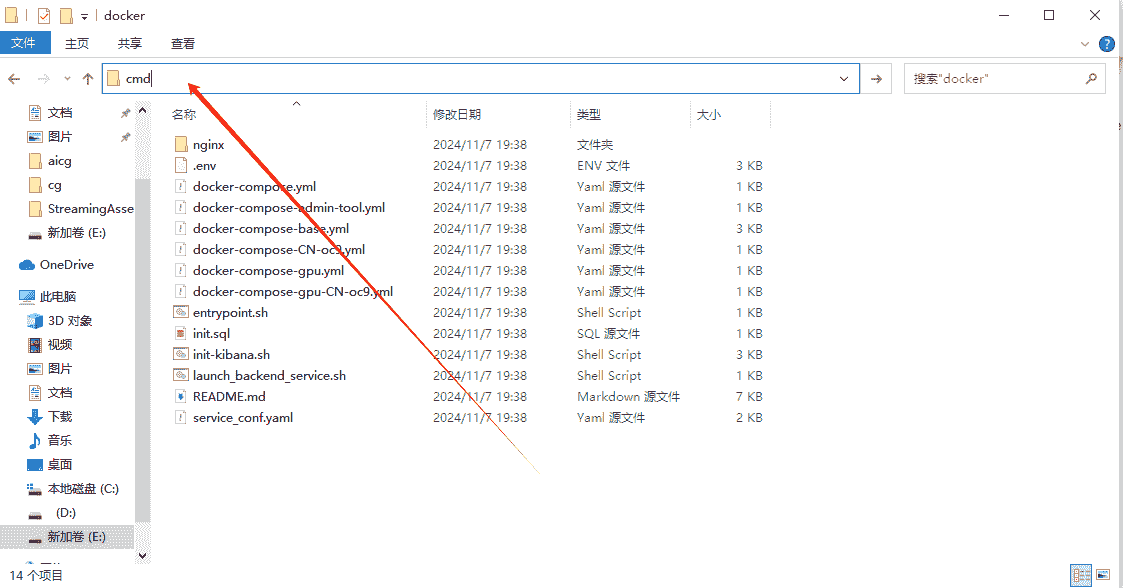 docker
文件 主页 共享 查看
cmd 搜索"docker"
名称 修改日期 类型 大小
文档
图片
aicg
cg
StreamingAsse
新加卷 (E:)
OneDrive
此电脑
3D 对象
视频
图片
文档
下载
音乐
桌面
本地磁盘 (C:)
(D:)
新加卷 (E:)
nginx 2024/11/7 19:38 文件夹
.env 2024/11/7 19:38 ENV 文件 3 KB
docker-compose.yml 2024/11/7 19:38 Yaml 源文件 1 KB
docker-compose-admin-tool.yml 2024/11/7 19:38 Yaml 源文件 1 KB
docker-compose-base.yml 2024/11/7 19:38 Yaml 源文件 3 KB
docker-compose-CN-oc9.yml 2024/11/7 19:38 Yaml 源文件 1 KB
docker-compose-gpu.yml 2024/11/7 19:38 Yaml 源文件 1 KB
docker-compose-gpu-CN-oc9.yml 2024/11/7 19:38 Yaml 源文件 1 KB
entrypoint.sh 2024/11/7 19:38 Shell Script 1 KB
init.sql 2024/11/7 19:38 SQL 源文件 1 KB
init-kibana.sh 2024/11/7 19:38 Shell Script 3 KB
launch_backend_service.sh 2024/11/7 19:38 Shell Script 1 KB
README.md 2024/11/7 19:38 Markdown 源文件 7 KB
service_conf.yaml 2024/11/7 19:38 Yaml 源文件 2 KB
14 个项目